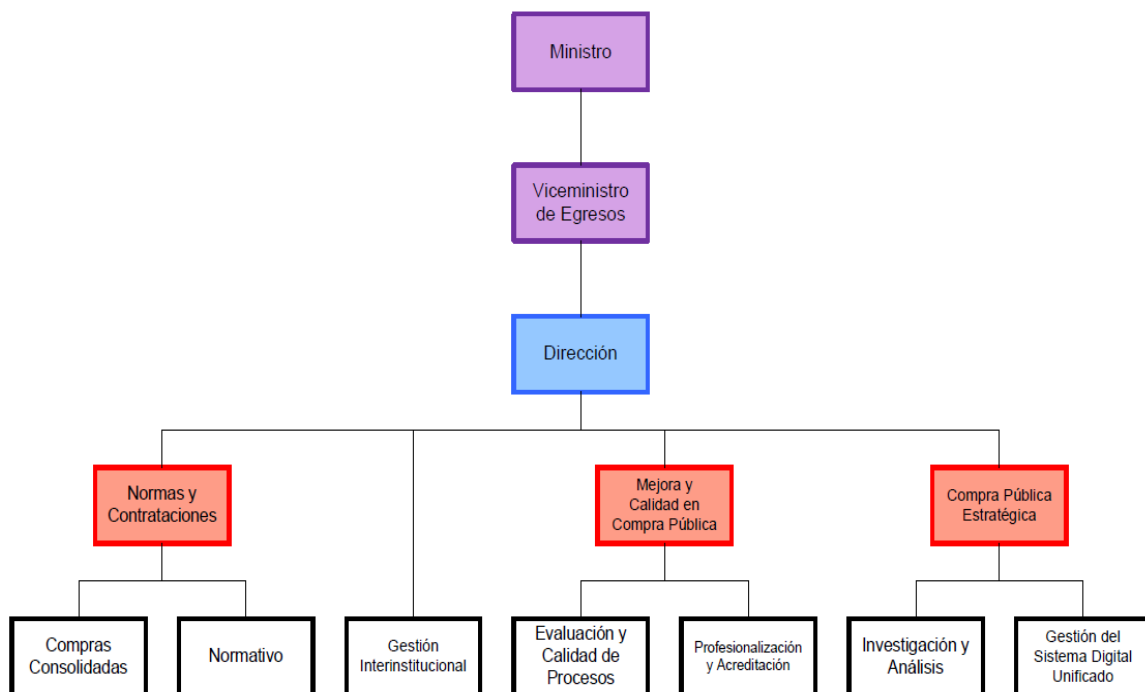 Ministro
Viceministro
de Egresos
Dirección
Normas y
Contrataciones
Mejora y
Calidad en
Compra Pública
Compra Pública
Estratégica
Compras
Consolidadas
Normativo
Gestión
Interinstitucional
Evaluación y
Calidad de
Procesos
Profesionalización
y Acreditación
Investigación y
Análisis
Gestión del
Sistema Digital
Unificado